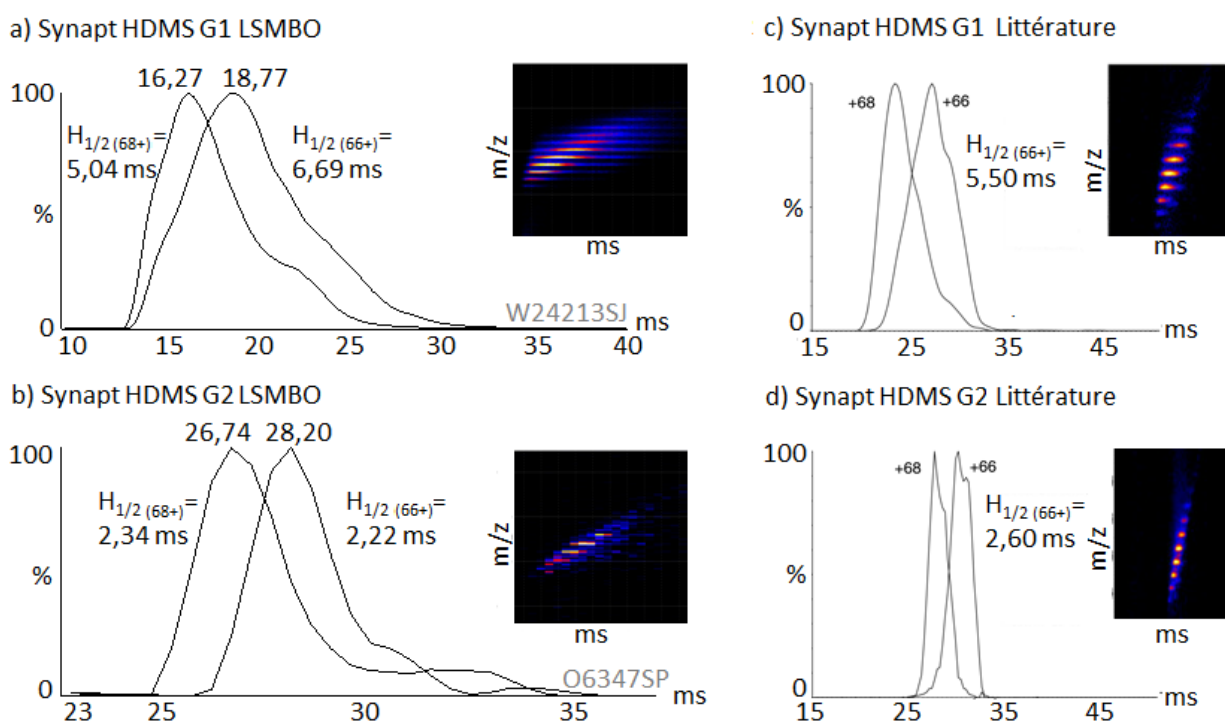 a) Synapt HDMS G1 LSMBO
16,27 18,77
100
H1/2 (68+)=
5,04 ms
H1/2 (66+)=
6,69 ms
%
0
10 15 20 25 30 35 40
ms
W24213SJ
m/z
ms
c) Synapt HDMS G1 Littérature
100
+68 +66
H1/2 (66+)=
5,50 ms
%
0
15 25 35 45
ms
m/z
ms
b) Synapt HDMS G2 LSMBO
26,74 28,20
100
H1/2 (68+)=
2,34 ms
H1/2 (66+)=
2,22 ms
%
0
23 25 30 35
ms
O6347SP
m/z
ms
d) Synapt HDMS G2 Littérature
100
+68 +66
H1/2 (66+)=
2,60 ms
%
0
15 25 35 45
ms
m/z
ms